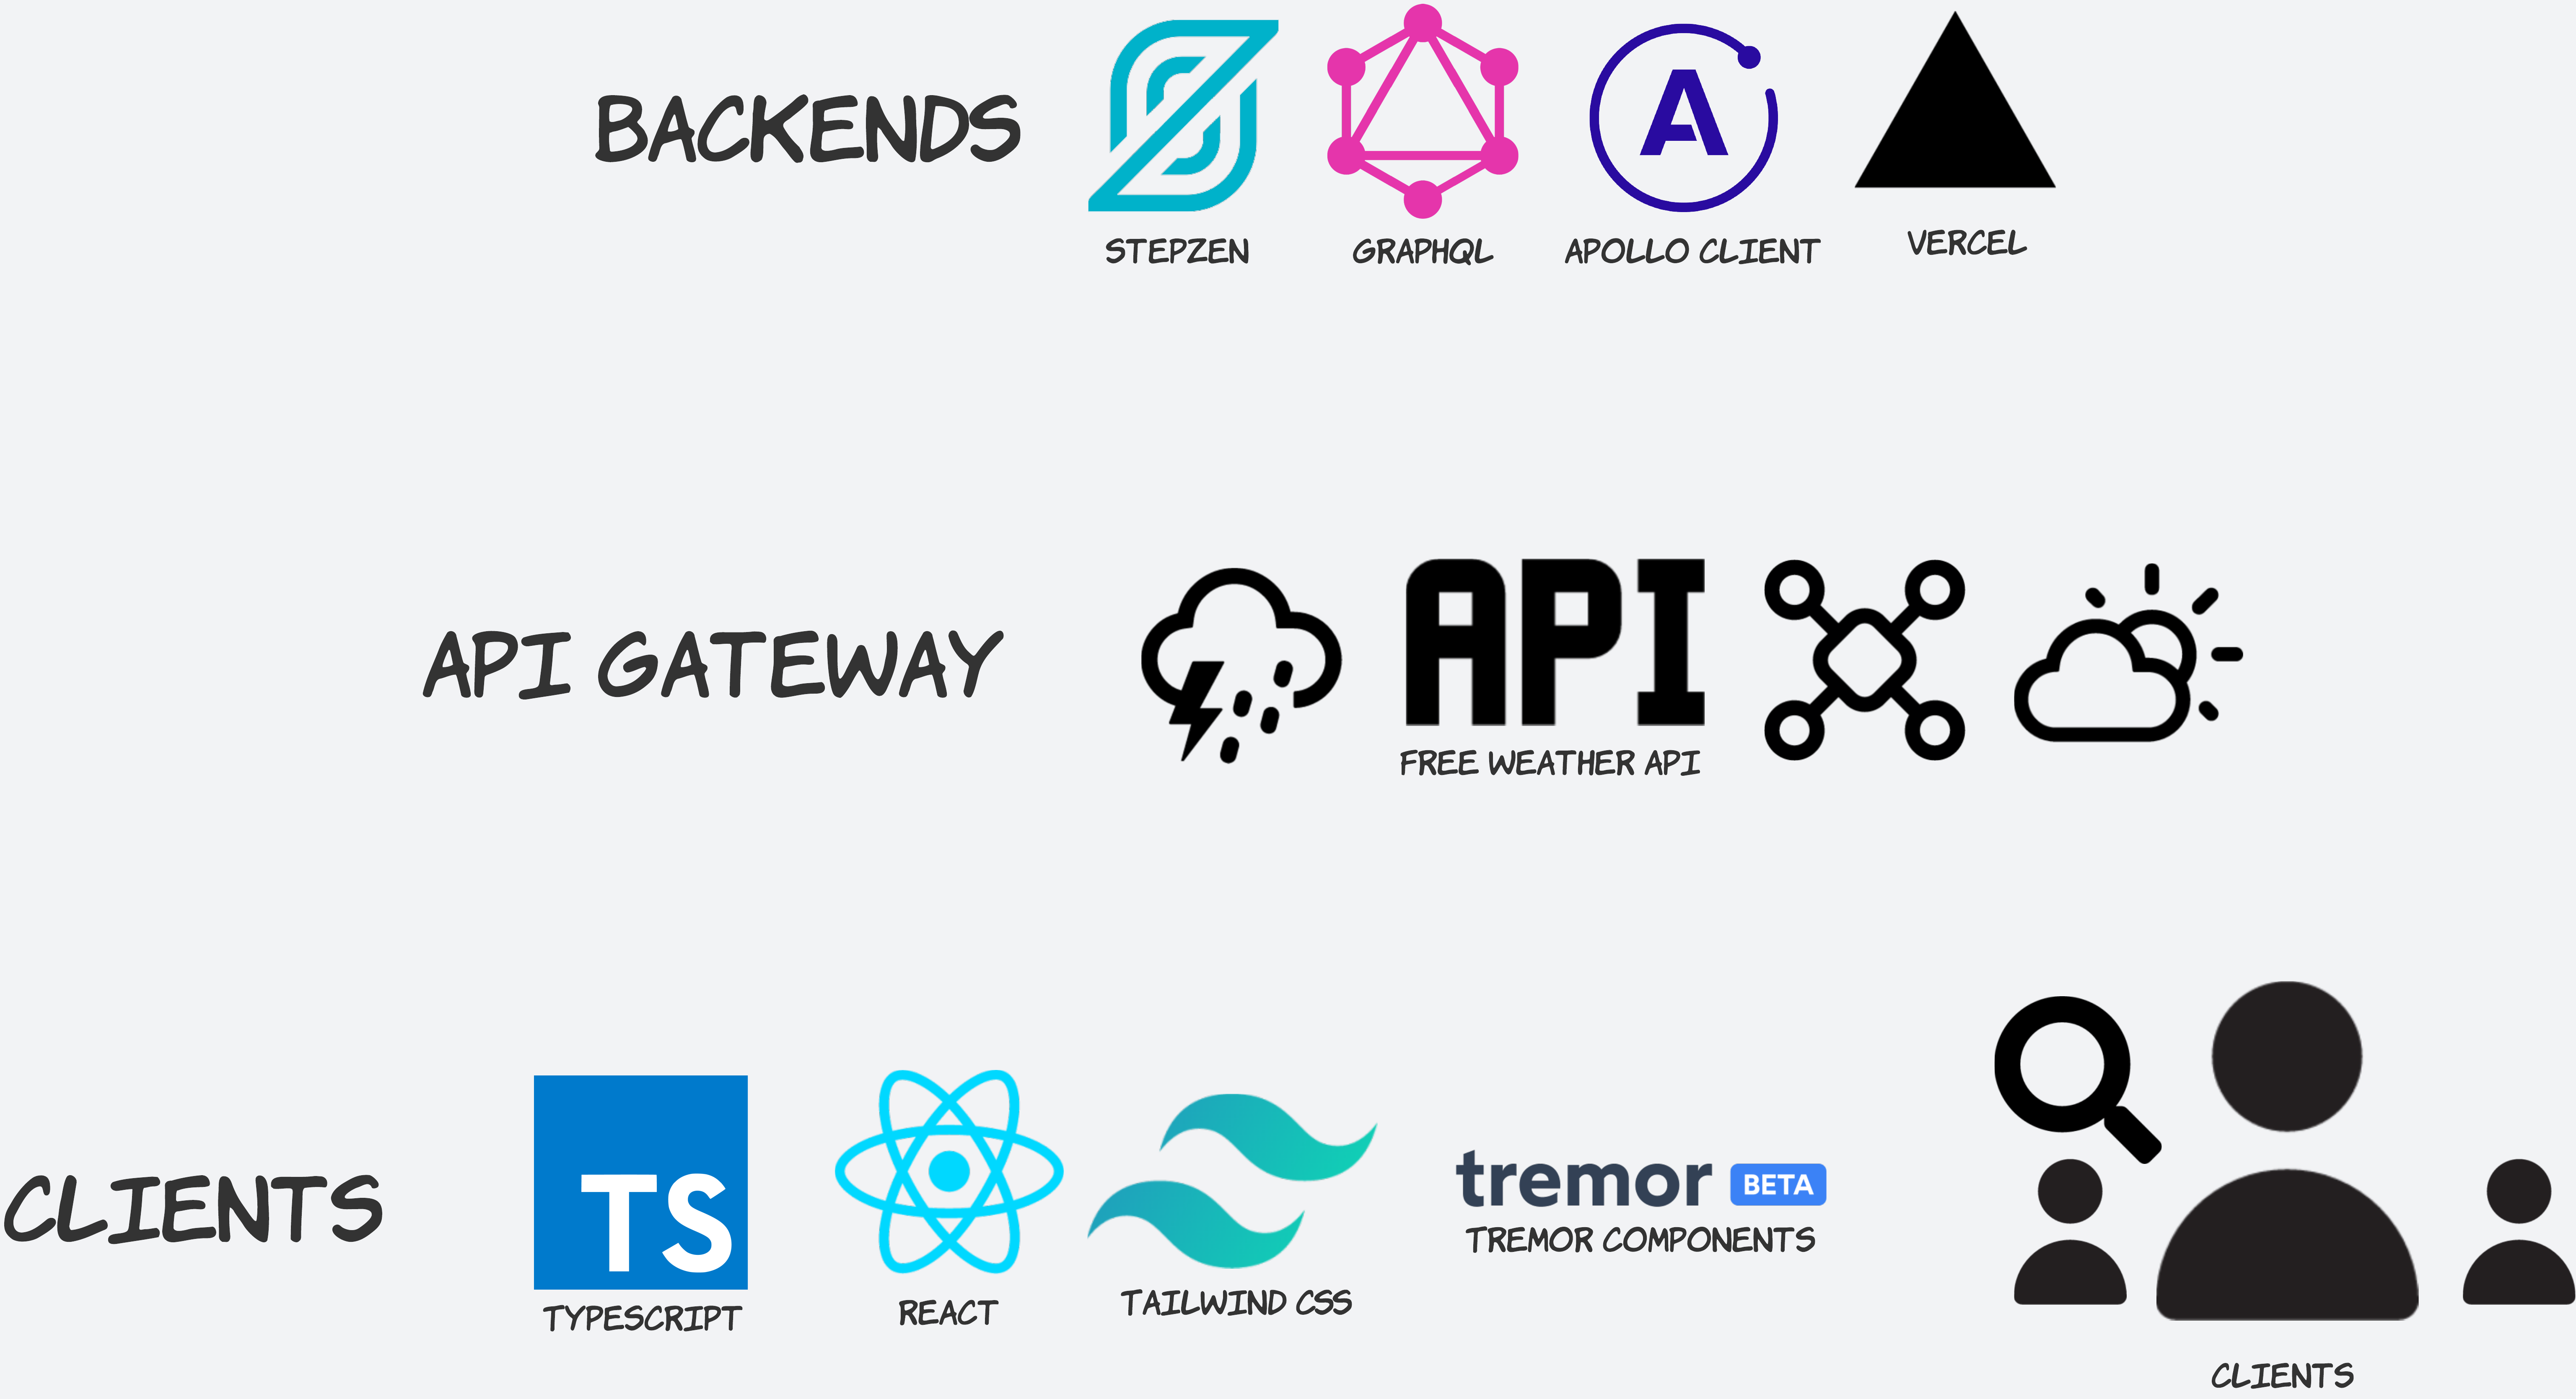 BACKENDS
A
STEPZEN
GRAPHQL
APOLLO CLIENT
VERCEL
API GATEWAY
API
FREE WEATHER API
CLIENTS
TS
tremor BETA
TREMOR COMPONENTS
TYPESCRIPT
REACT
TAILWIND CSS
CLIENTS